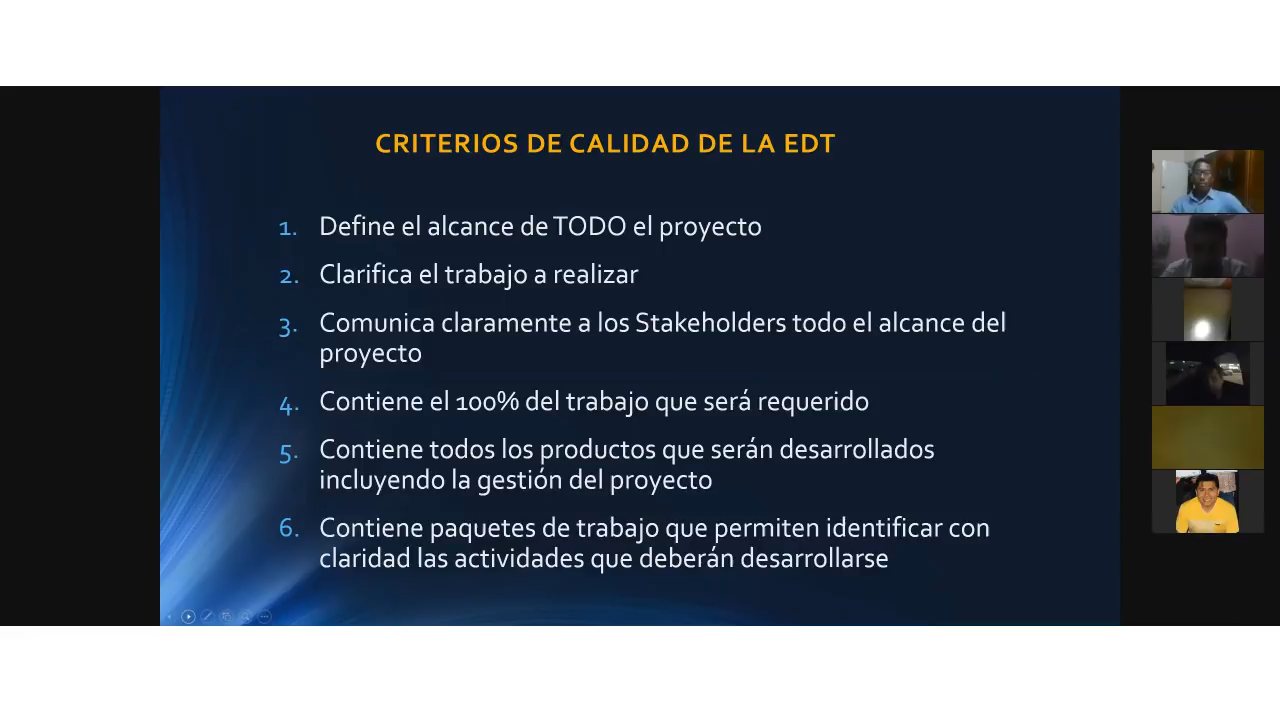 CRITERIOS DE CALIDAD DE LA EDT
1. Define el alcance de TODO el proyecto
2. Clarifica el trabajo a realizar
3. Comunica claramente a los Stakeholders todo el alcance del
proyecto
4. Contiene el 100% del trabajo que será requerido
5. Contiene todos los productos que serán desarrollados
incluyendo la gestión del proyecto
6. Contiene paquetes de trabajo que permiten identificar con
claridad las actividades que deberán desarrollarse